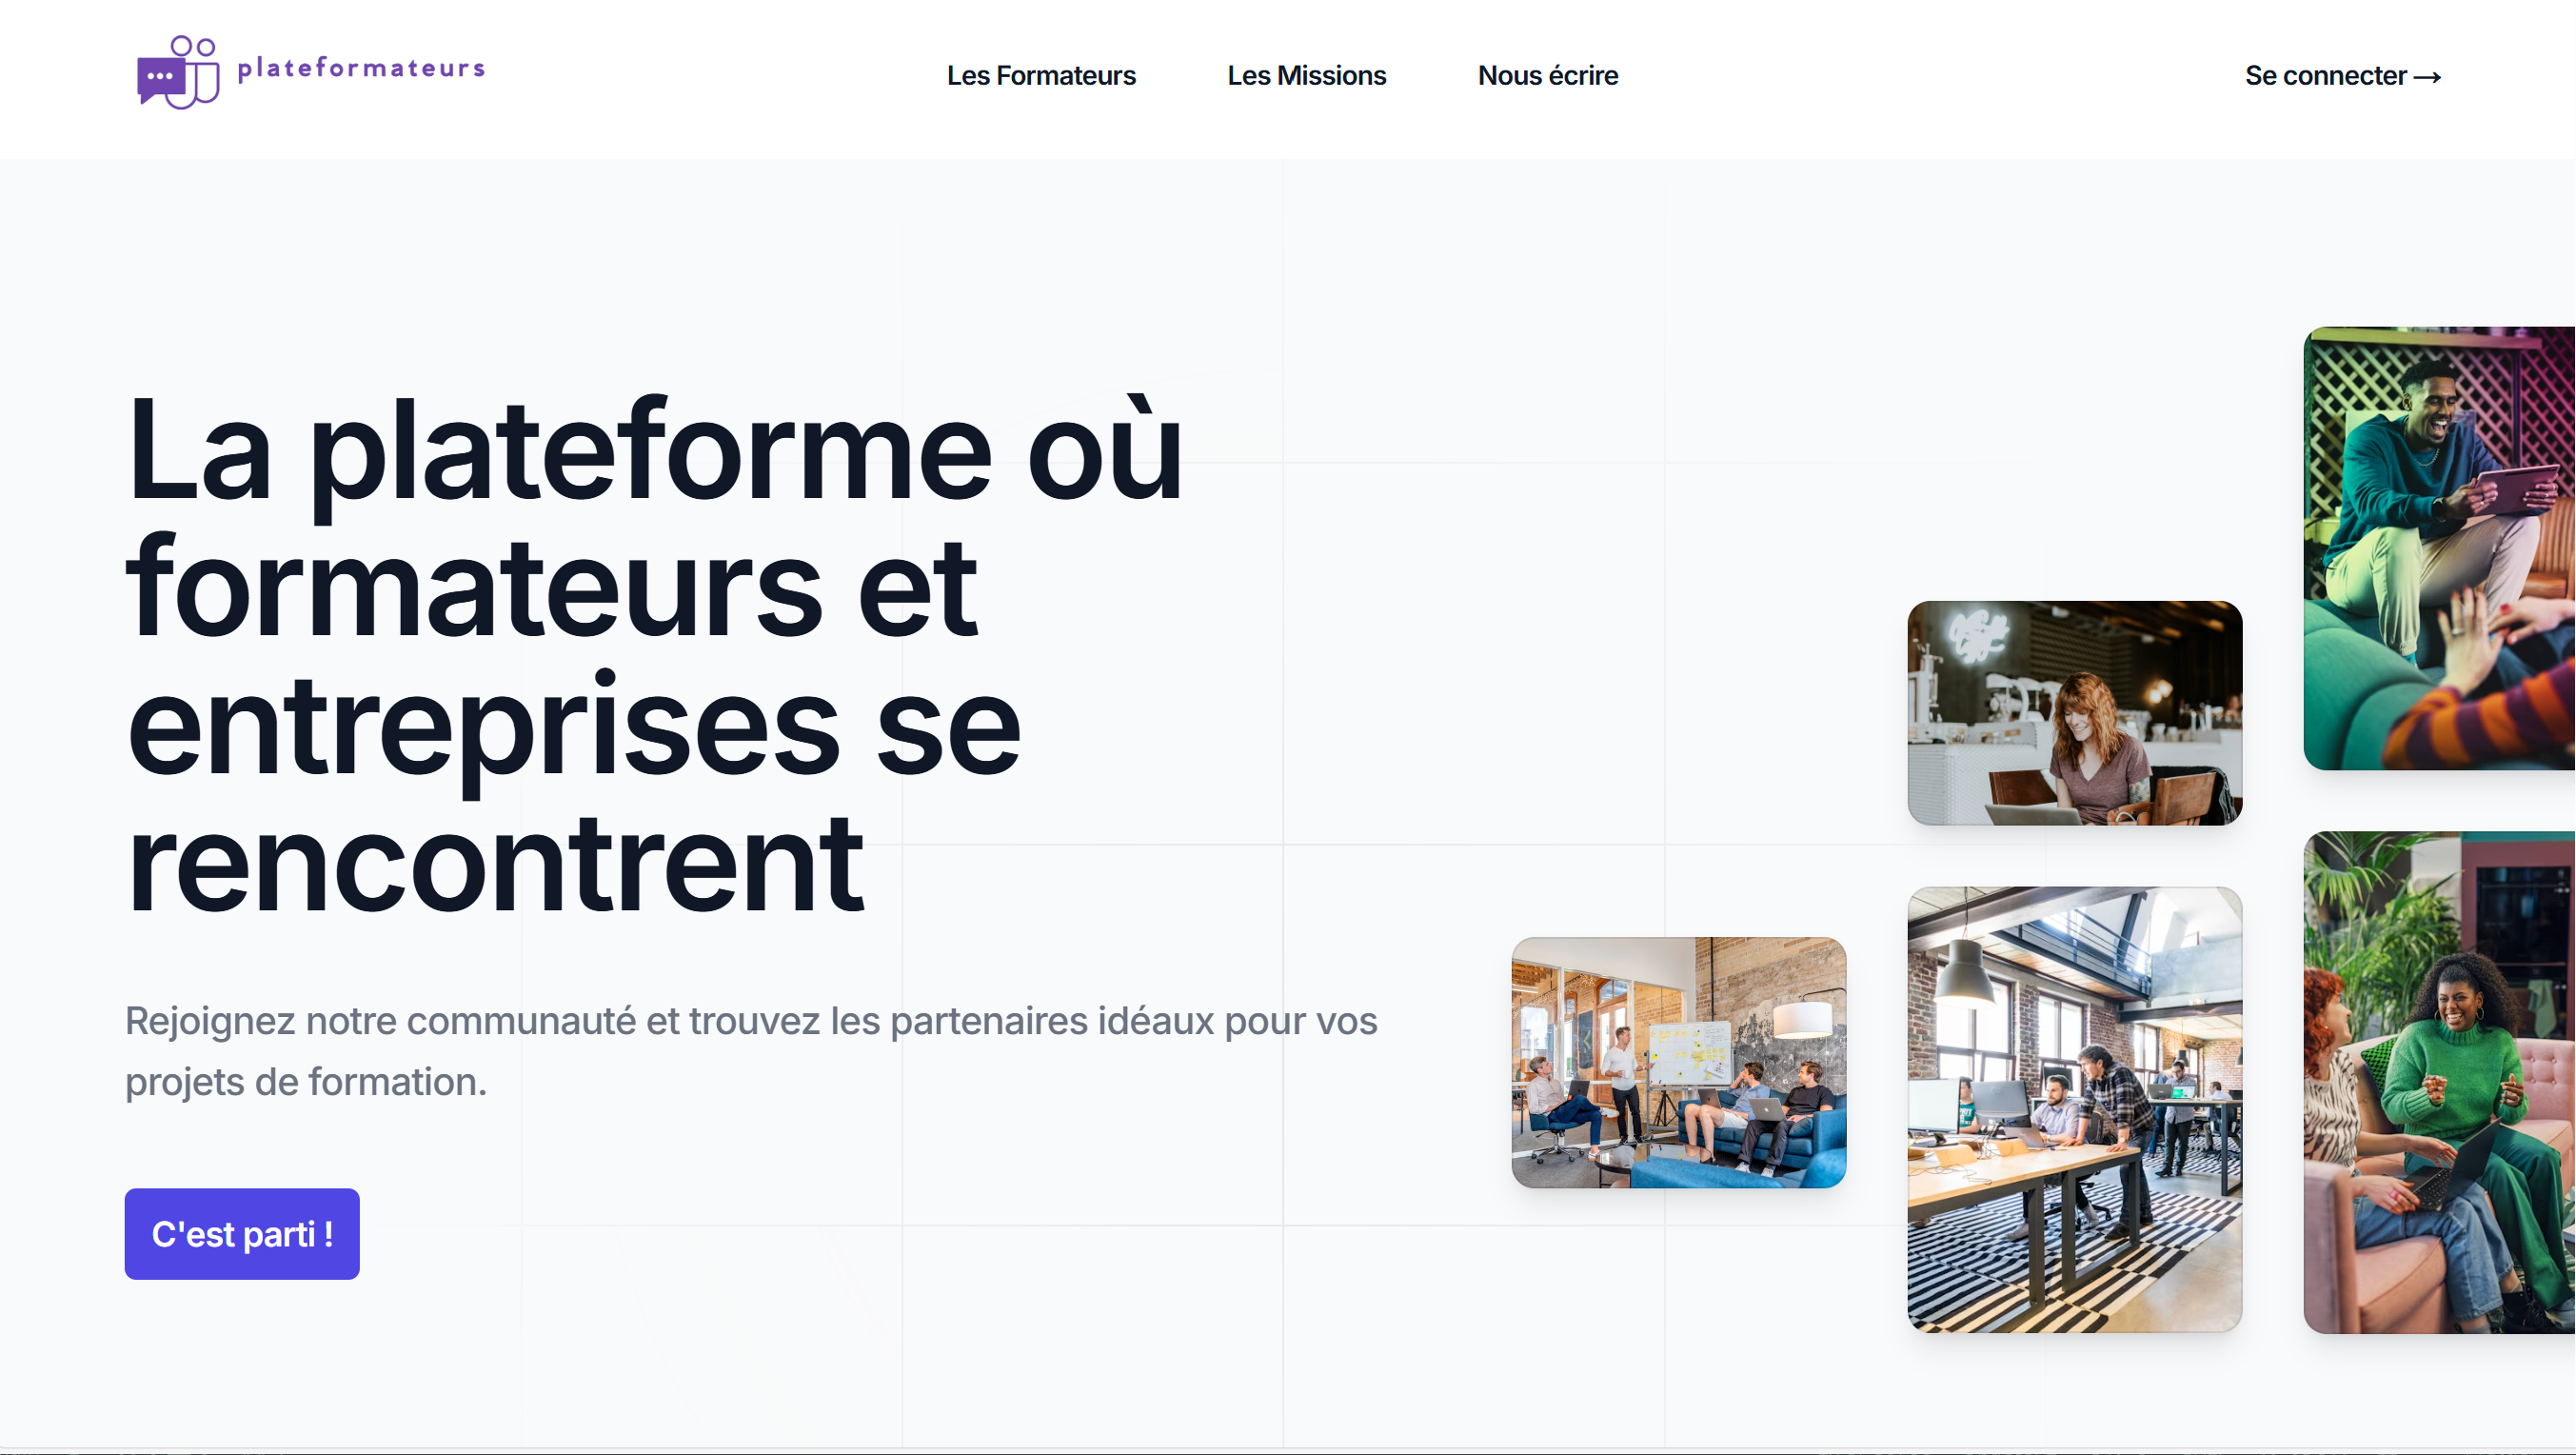 plateformateurs
Les Formateurs
Les Missions
Nous écrire
Se connecter →
La plateforme où
formateurs et
entreprises se
rencontrent
Rejoignez notre communauté et trouvez les partenaires idéaux pour vos
projets de formation.
C'est parti !